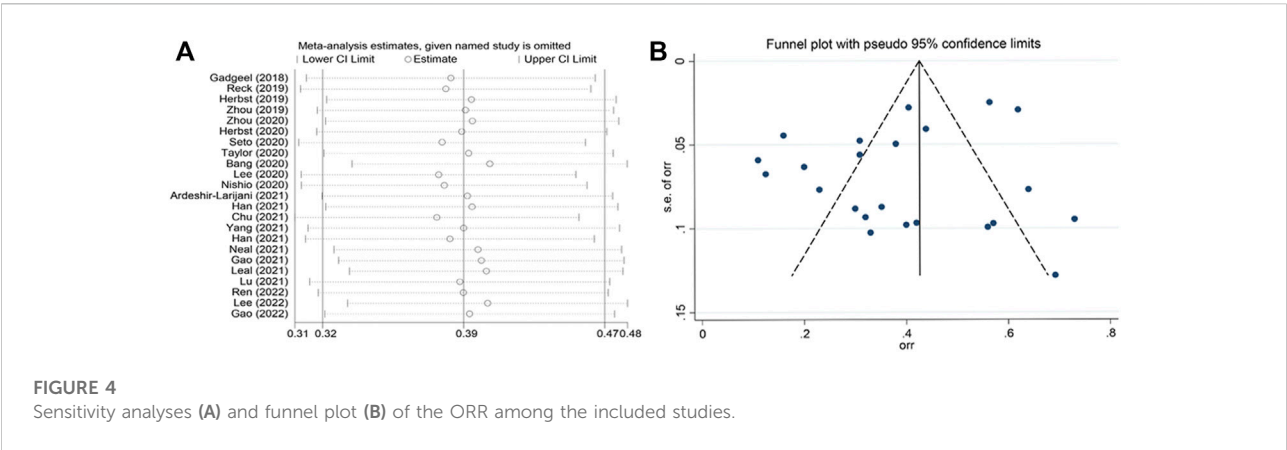 A
Meta-analysis estimates, given named study is omitted
| Lower CI Limit ○ Estimate | Upper CI Limit
Gadgeel (2018)
Reck (2019)
Herbst (2019)
Zhou (2019)
Zhou (2020)
Herbst (2020)
Seto (2020)
Taylor (2020)
Bang (2020)
Lee (2020)
Nishio (2020)
Ardeshir-Larijani (2021)
Han (2021)
Chu (2021)
Yang (2021)
Han (2021)
Neal (2021)
Gao (2021)
Leal (2021)
Lu (2021)
Ren (2022)
Lee (2022)
Gao (2022)
0.31 0.32 0.39 0.47 0.48
B
Funnel plot with pseudo 95% confidence limits
s.e. of orr
0
.05
.1
.15
0 .2 .4 .6 .8
orr
FIGURE 4
Sensitivity analyses (A) and funnel plot (B) of the ORR among the included studies.